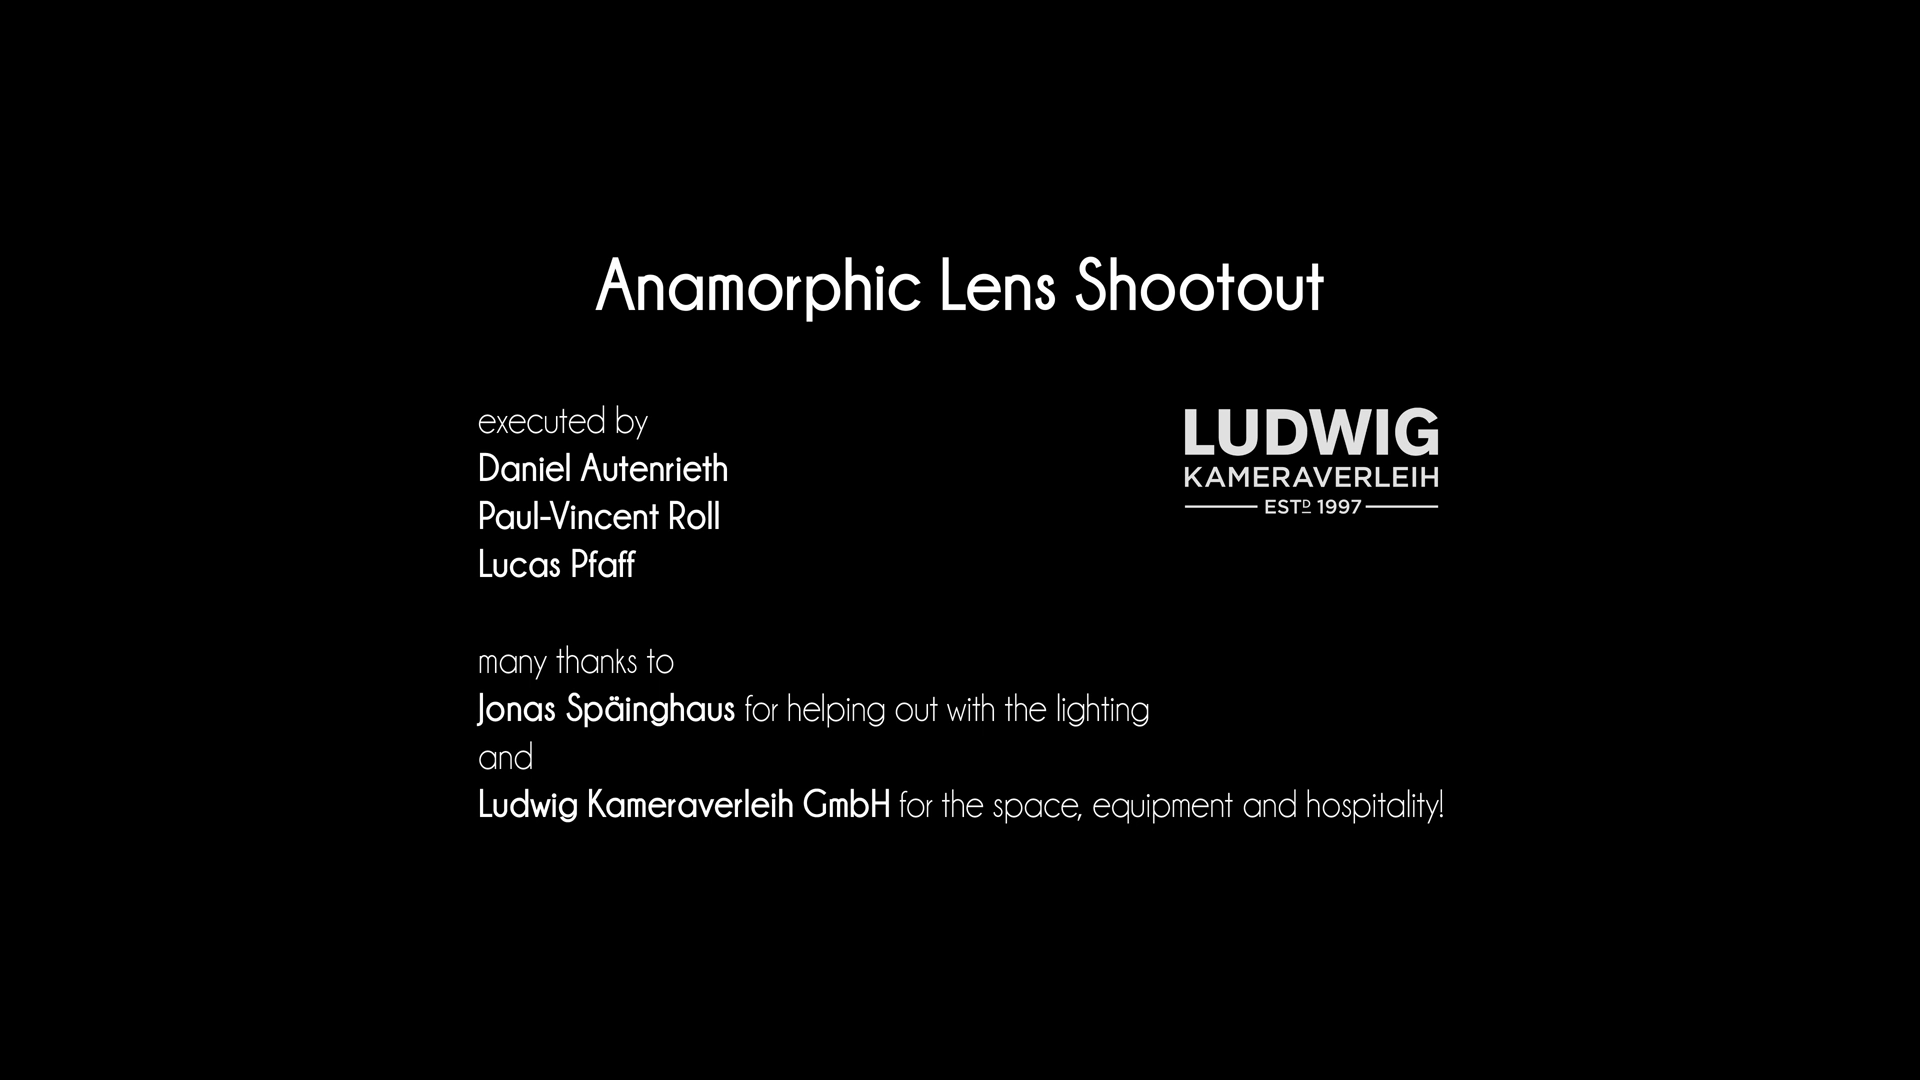 Anamorphic Lens Shootout
executed by
Daniel Autenrieth
Paul-Vincent Roll
Lucas Pfaff
LUDWIG
KAMERAVERLEIH
ESTD 1997
many thanks to
Jonas Späinghaus for helping out with the lighting
and
Ludwig Kameraverleih GmbH for the space, equipment and hospitality!